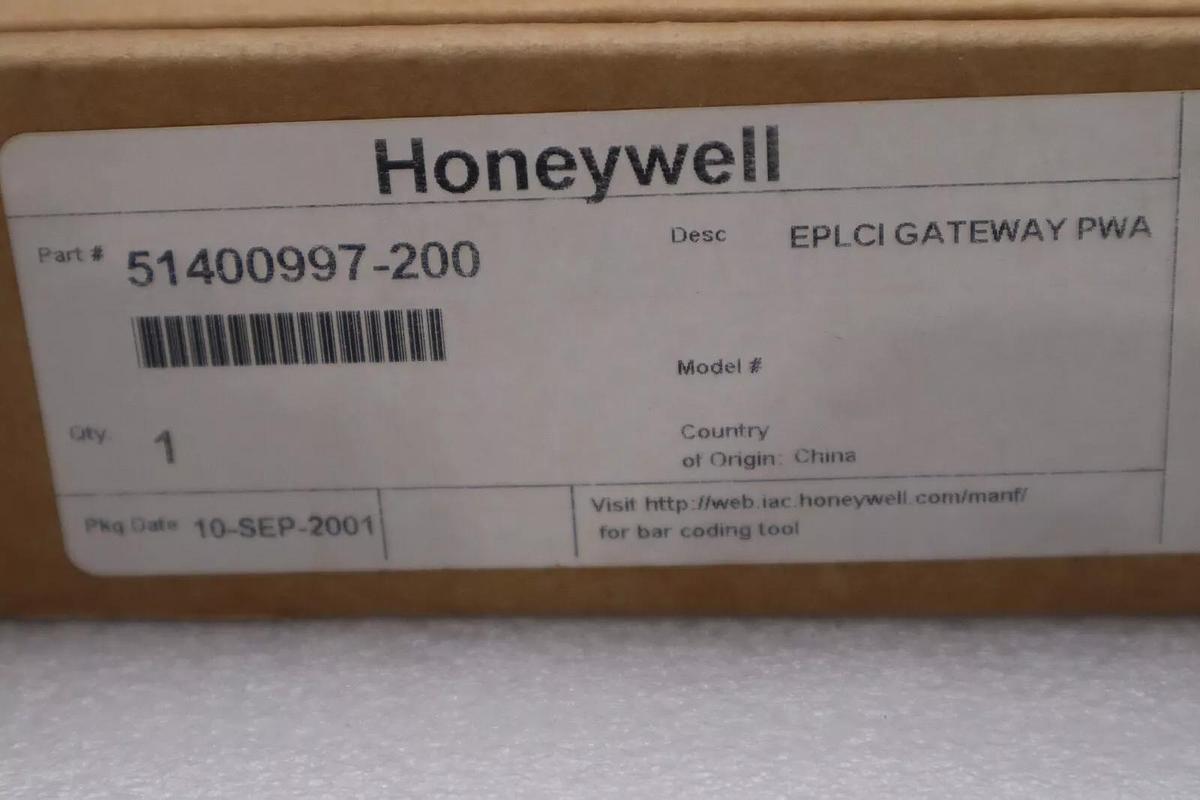 Honeywell
Part # 51400997-200
Desc EPLCI GATEWAY PWA
Model #
Qty. 1
Country
of Origin: China
Pkg Date 10-SEP-2001
Visit http://web.iac.honeywell.com/manf/
for bar coding tool